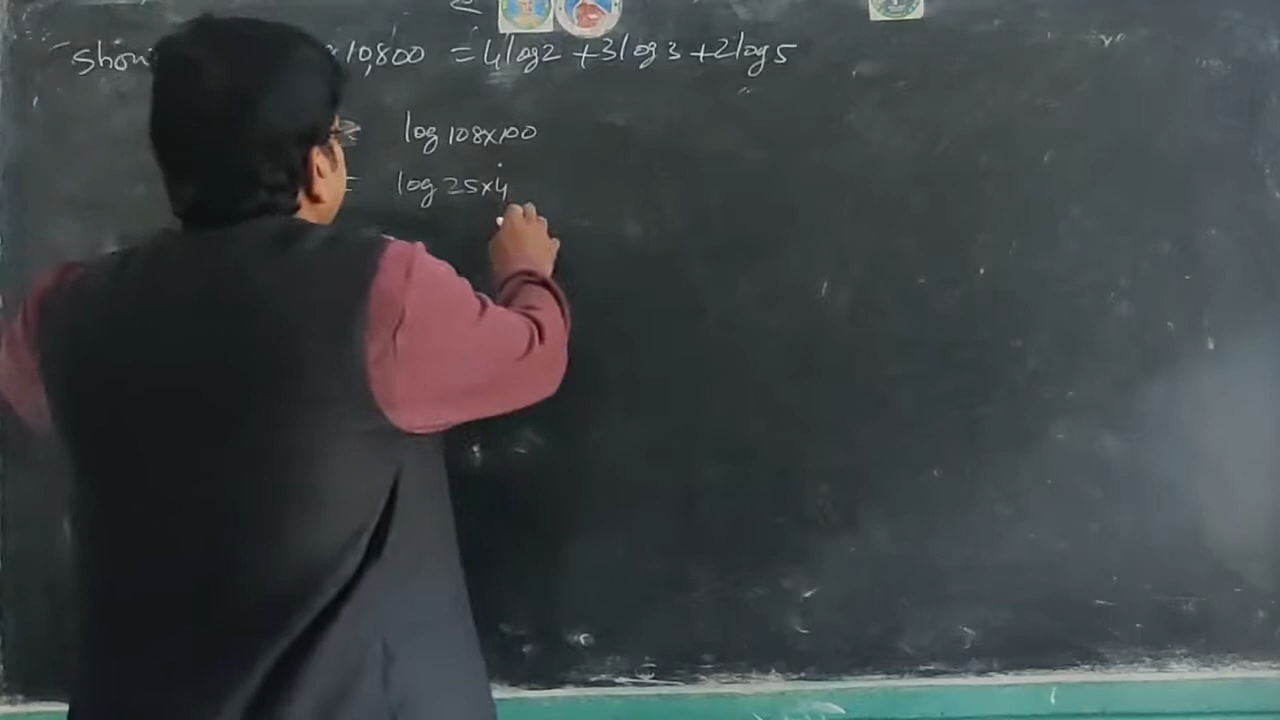 10,800 = 4log2 + 3log3 + 2log5
= log 108x100
= log 25x4